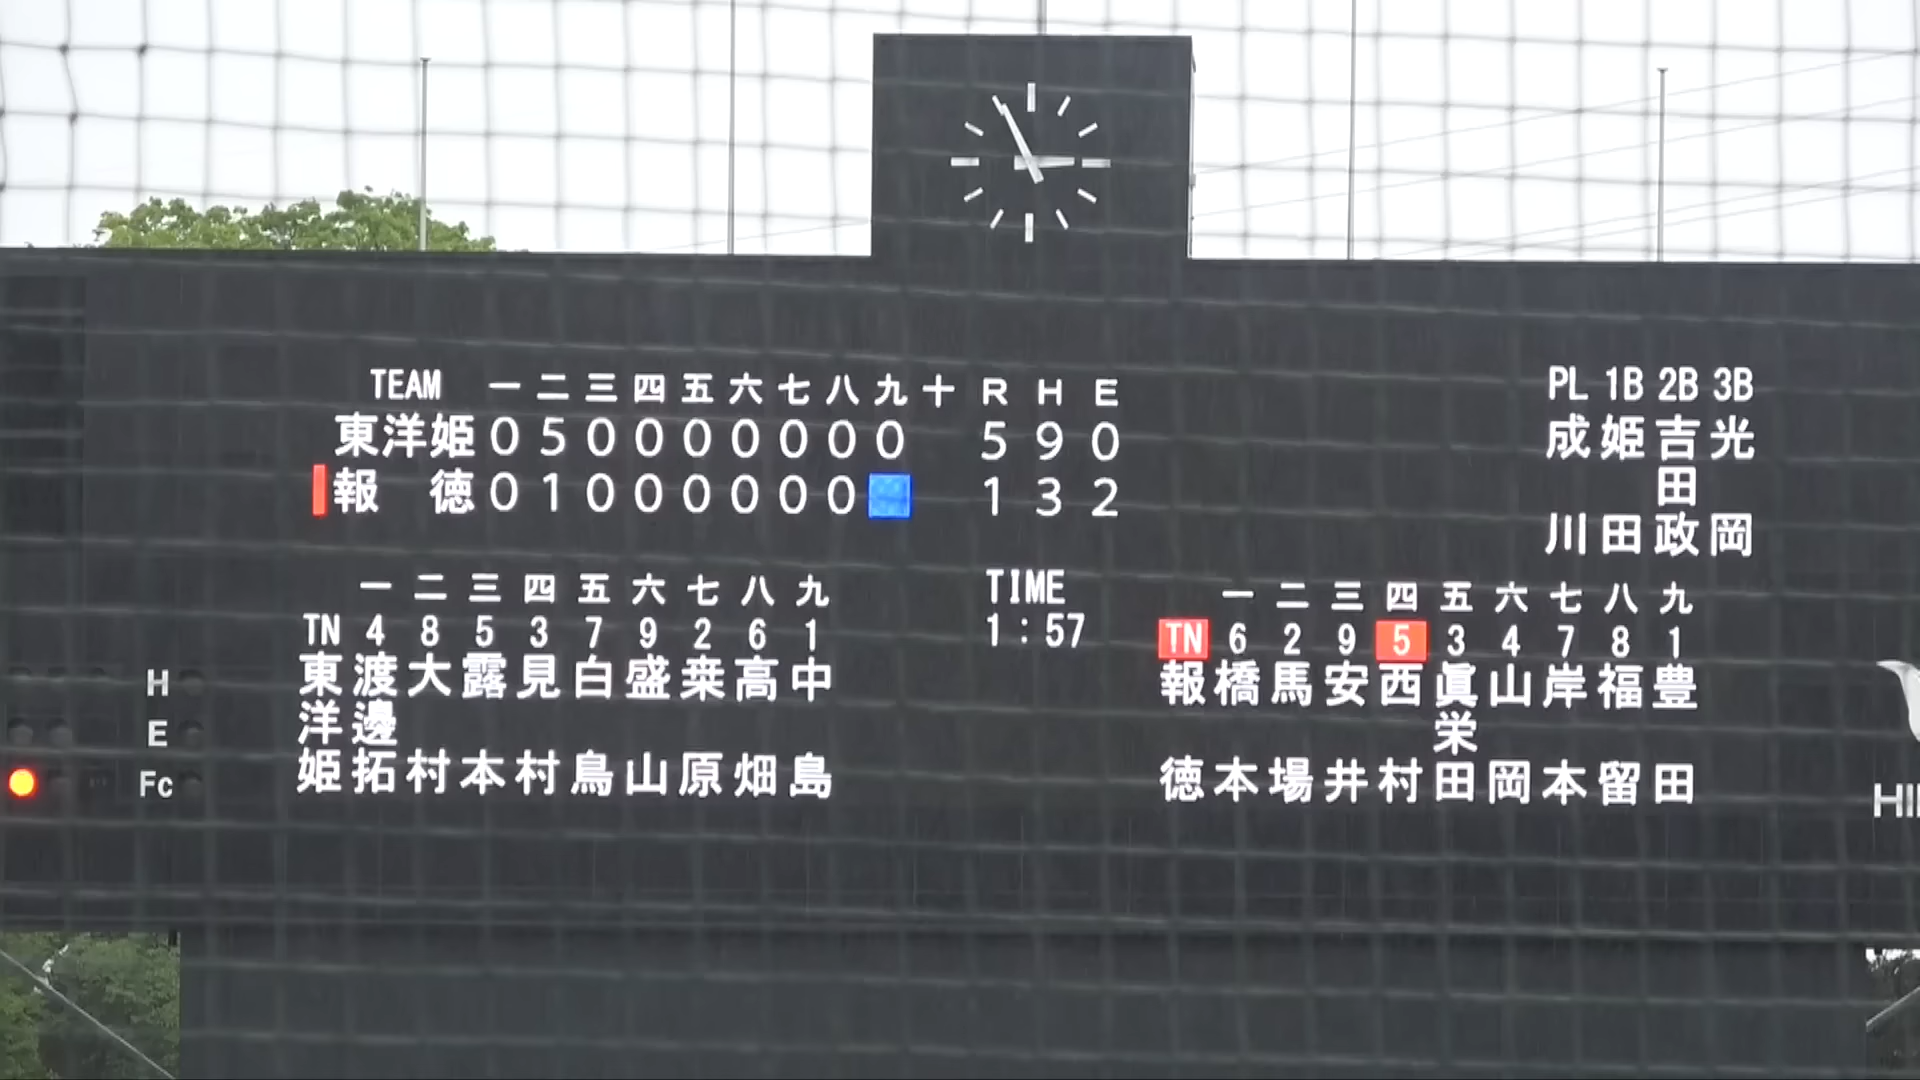 TEAM 一 二 三 四 五 六 七 八 九 十 R H E
東洋姫 0 5 0 0 0 0 0 0 0 5 9 0
報 徳 0 1 0 0 0 0 0 0 1 3 2
PL 1B 2B 3B
成川 姫田 吉田政 光岡
一 二 三 四 五 六 七 八 九
TN 4 8 5 3 7 9 2 6 1
東洋姫 渡邊拓 大村 露本 見村 白鳥 盛山 桒原 高畑 中島
TIME
1:57
一 二 三 四 五 六 七 八 九
TN 6 2 9 5 3 4 7 8 1
報徳 橋本 馬場 安井 西村 眞栄田 山岡 岸本 福留 豊田
H
E
Fc